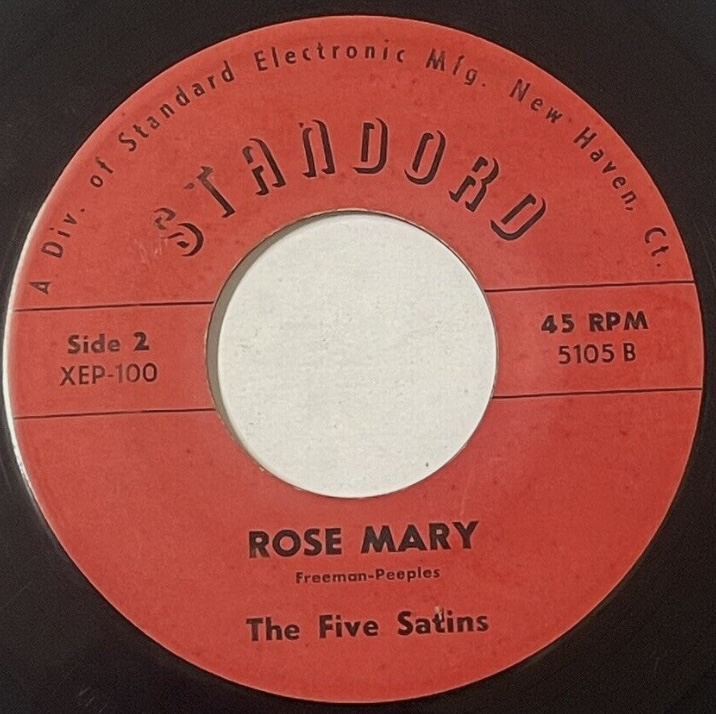 A Div. of Standard Electronic Mfg. New Haven, Ct.
STANDORD
Side 2
XEP-100
45 RPM
5105 B
ROSE MARY
Freeman-Peeples
The Five Satins